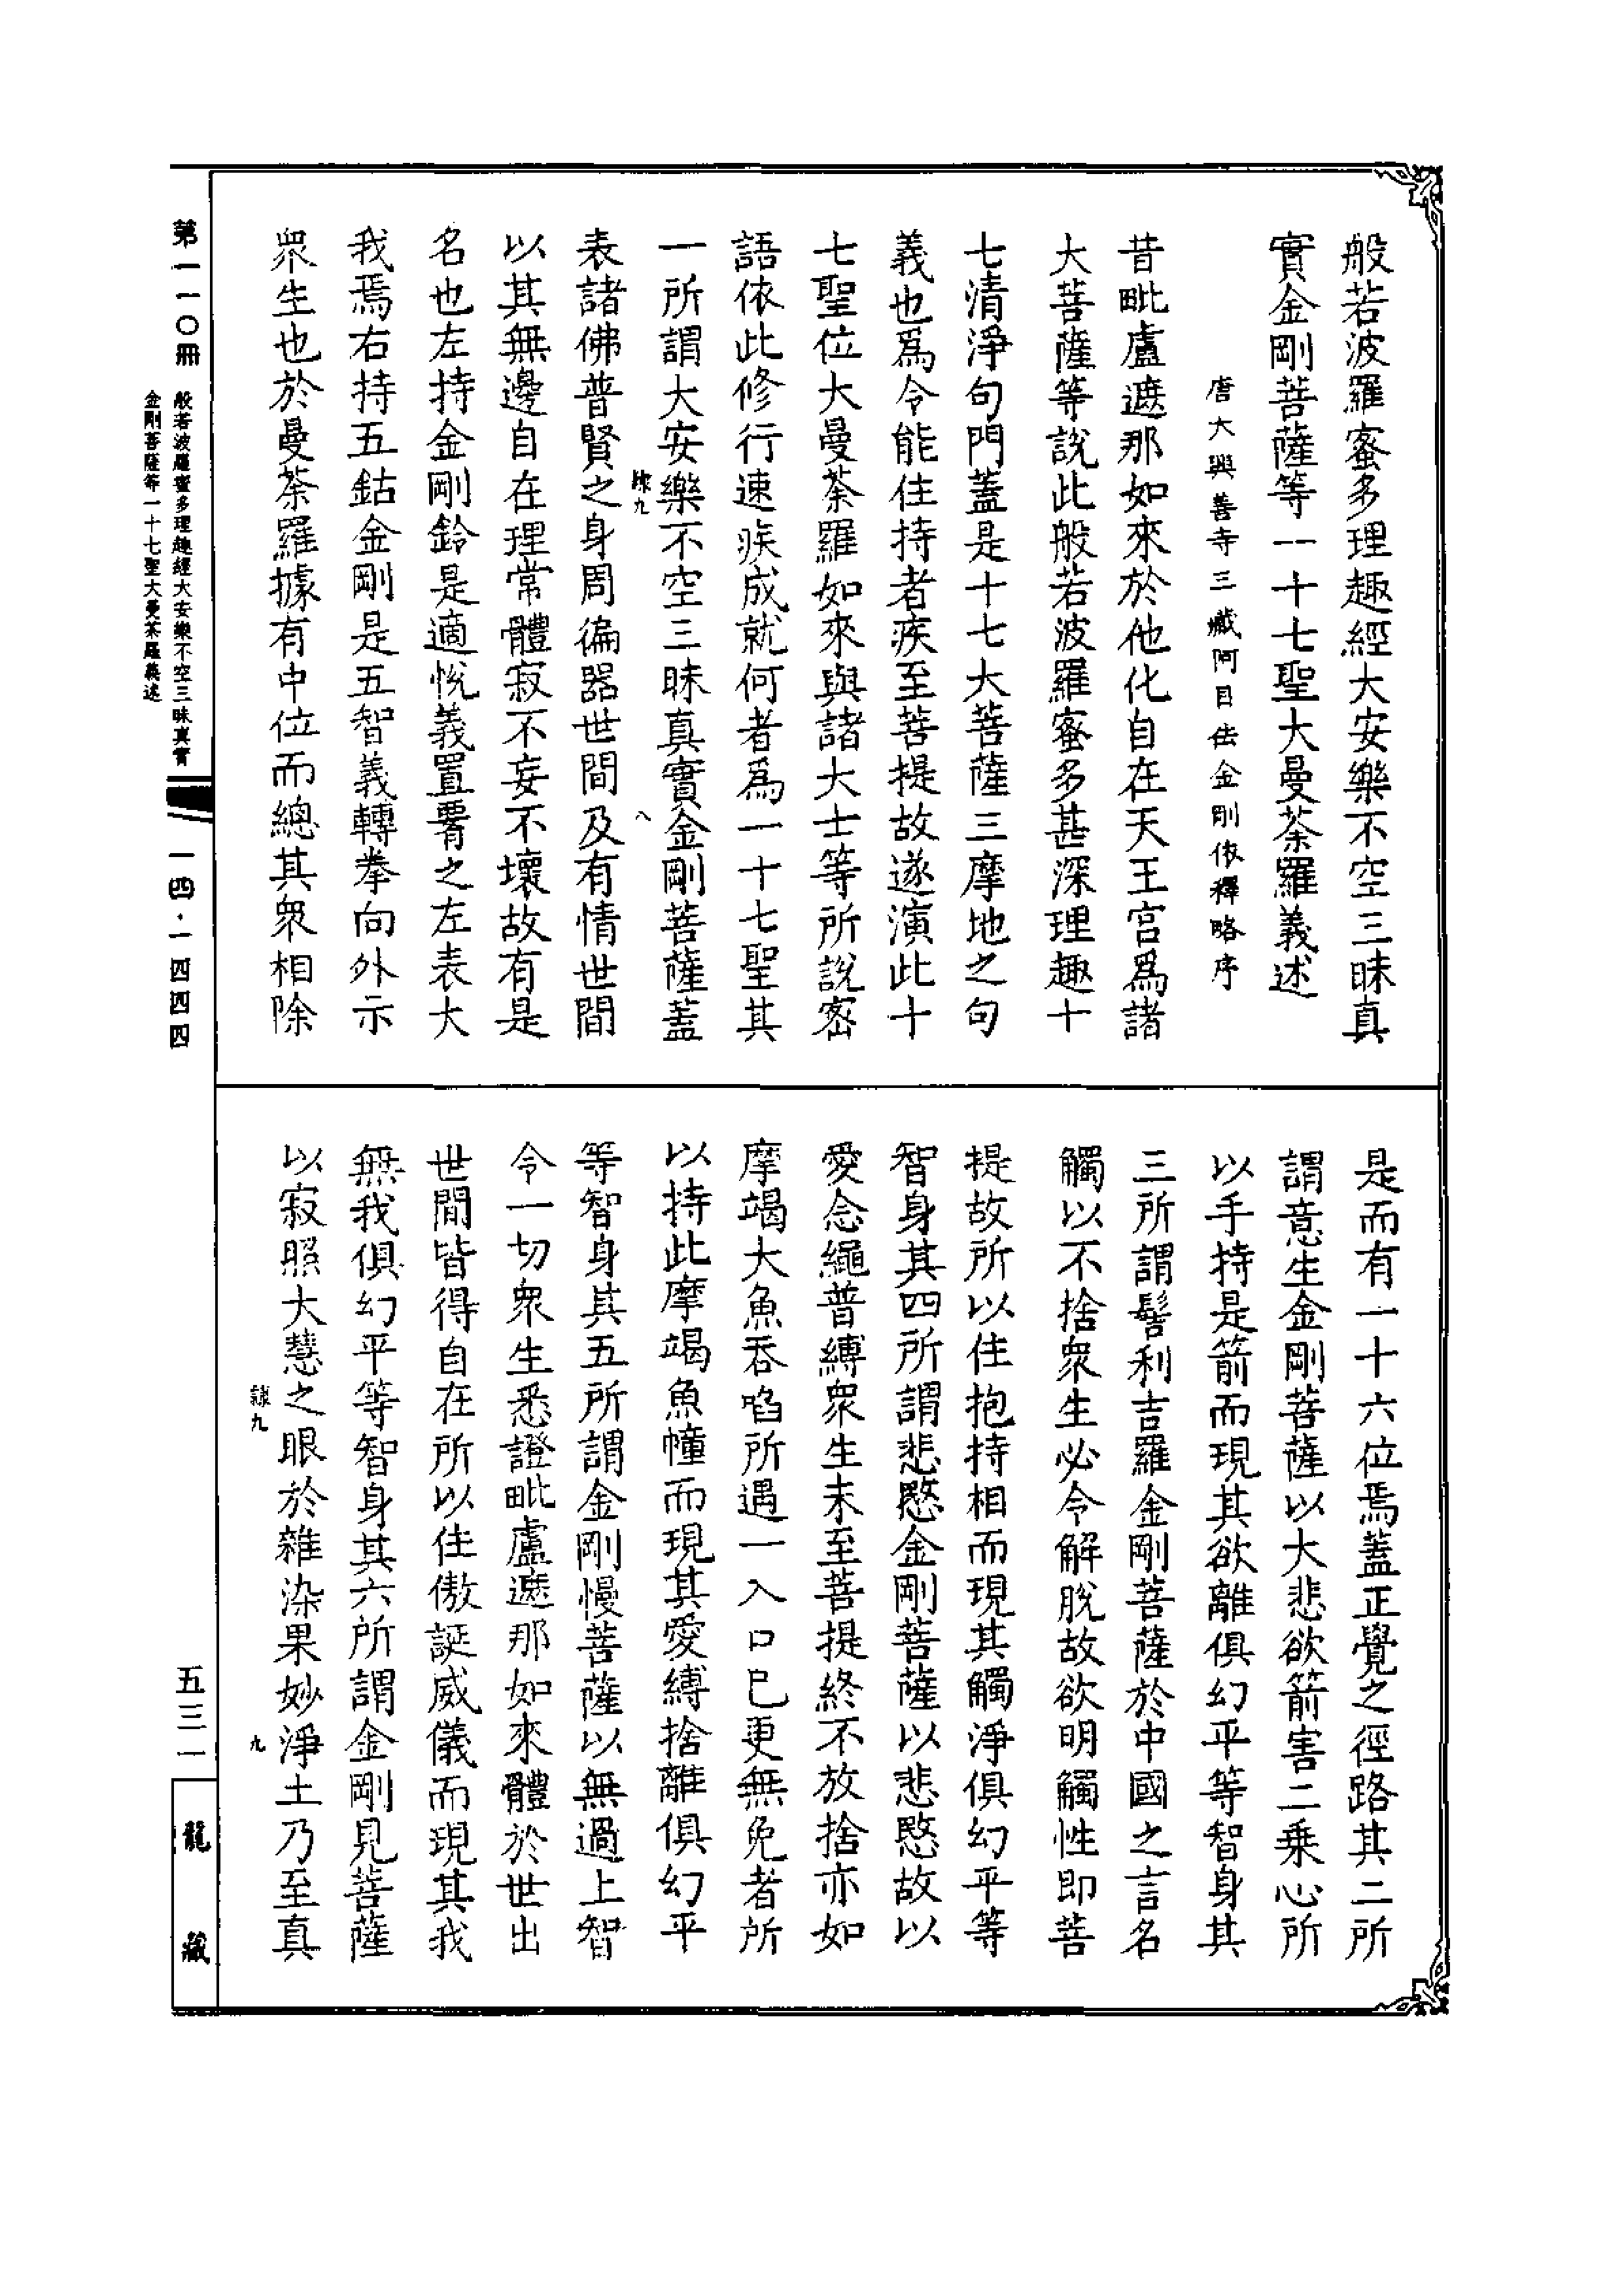 般若波羅蜜多理趣經大安樂不空三昧真
實金剛菩薩等一十七聖大曼荼羅義述
唐大興善寺三藏阿目佉金剛依釋略序
昔毗盧遮那如來於他化自在天王宮爲諸
大菩薩等說此般若波羅蜜多甚深理趣十
七清淨句門蓋是十七大菩薩三摩地之句
義也爲令能住持者疾至菩提故遂演此十
七聖位大曼荼羅如來與諸大士等所說密
語依此修行速疾成就何者爲一十七聖其
一所謂大安樂不空三昧真實金剛菩薩蓋
隸九
八
表諸佛普賢之身周徧器世間及有情世間
以其無邊自在理常體寂不妄不壞故有是
名也左持金剛鈴是適悅義置䯊之左表大
我焉右持五鈷金剛是五智義轉拳向外示
衆生也於曼荼羅據有中位而總其衆相除
是而有一十六位焉蓋正覺之徑路其二所
謂意生金剛菩薩以大悲欲箭害二乗心所
以手持是箭而現其欲離俱幻平等智身其
三所謂髻利吉羅金剛菩薩於中國之言名
觸以不捨衆生必令解脫故欲明觸性即菩
提故所以住抱持相而現其觸淨俱幻平等
智身其四所謂悲愍金剛菩薩以悲愍故以
愛念繩普縛衆生未至菩提終不放捨亦如
摩竭大魚吞啗所遇一入口已更無免者所
以持此摩竭魚幢而現其愛縛捨離俱幻平
等智身其五所謂金剛慢菩薩以無過上智
令一切衆生悉證毗盧遮那如來體於世出
世間皆得自在所以住傲誕威儀而現其我
無我俱幻平等智身其六所謂金剛見菩薩
以寂照大慧之眼於雜染果妙淨土乃至真
隸九
九
第一一〇冊
般若波羅蜜多理趣經大安樂不空三昧真實
金剛菩薩等一十七聖大曼荼羅義述
一四·一四四四
五三一
龍藏